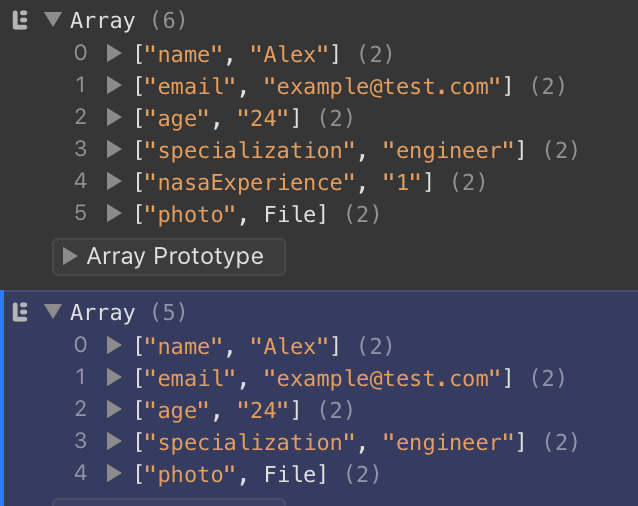 Array (6)
0 ["name", "Alex"] (2)
1 ["email", "example@test.com"] (2)
2 ["age", "24"] (2)
3 ["specialization", "engineer"] (2)
4 ["nasaExperience", "1"] (2)
5 ["photo", File] (2)
Array Prototype
Array (5)
0 ["name", "Alex"] (2)
1 ["email", "example@test.com"] (2)
2 ["age", "24"] (2)
3 ["specialization", "engineer"] (2)
4 ["photo", File] (2)